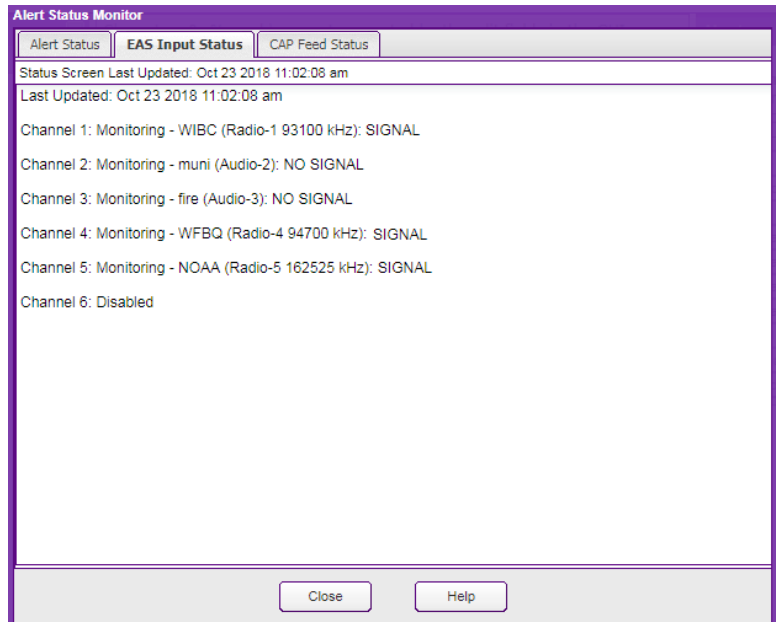 Alert Status Monitor
Alert Status EAS Input Status CAP Feed Status
Status Screen Last Updated: Oct 23 2018 11:02:08 am
Last Updated: Oct 23 2018 11:02:08 am
Channel 1: Monitoring - WIBC (Radio-1 93100 kHz): SIGNAL
Channel 2: Monitoring - muni (Audio-2): NO SIGNAL
Channel 3: Monitoring - fire (Audio-3): NO SIGNAL
Channel 4: Monitoring - WFBQ (Radio-4 94700 kHz): SIGNAL
Channel 5: Monitoring - NOAA (Radio-5 162525 kHz): SIGNAL
Channel 6: Disabled
Close Help